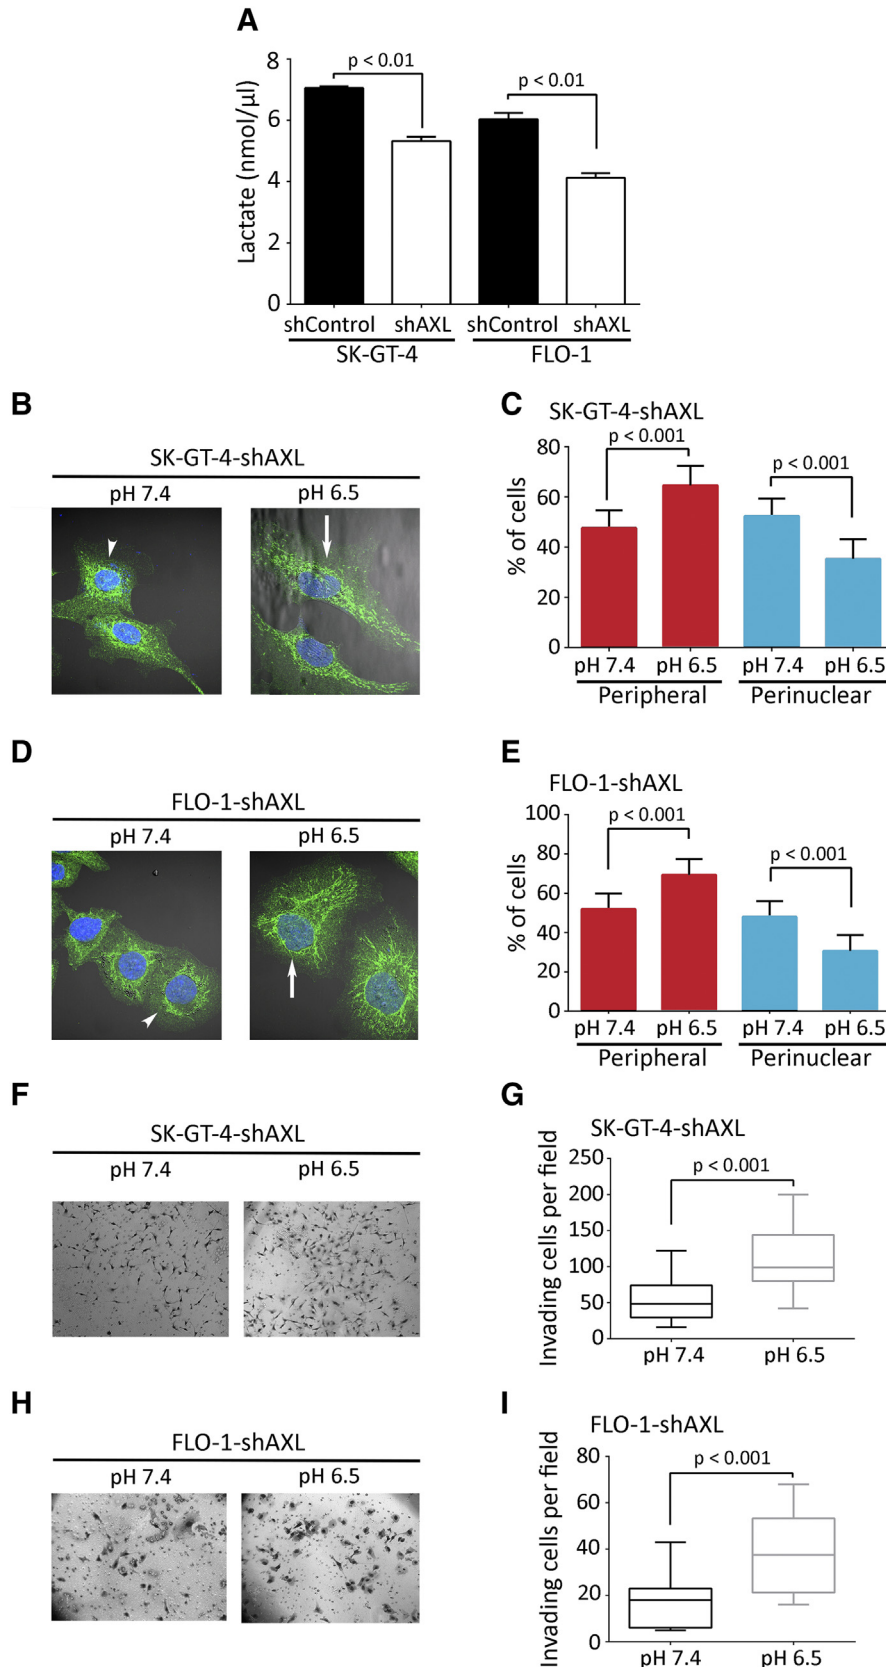 A
8
6
4
2
0
Lactate (nmol/µl)
p < 0.01
p < 0.01
shControl shAXL shControl shAXL
SK-GT-4 FLO-1
B
SK-GT-4-shAXL
pH 7.4 pH 6.5
C
SK-GT-4-shAXL
80
60
40
20
0
% of cells
p < 0.001
p < 0.001
pH 7.4 pH 6.5 pH 7.4 pH 6.5
Peripheral Perinuclear
D
FLO-1-shAXL
pH 7.4 pH 6.5
E
FLO-1-shAXL
100
80
60
40
20
0
% of cells
p < 0.001
p < 0.001
pH 7.4 pH 6.5 pH 7.4 pH 6.5
Peripheral Perinuclear
F
SK-GT-4-shAXL
pH 7.4 pH 6.5
G
SK-GT-4-shAXL
250
200
150
100
50
0
Invading cells per field
p < 0.001
pH 7.4 pH 6.5
H
FLO-1-shAXL
pH 7.4 pH 6.5
I
FLO-1-shAXL
80
60
40
20
0
Invading cells per field
p < 0.001
pH 7.4 pH 6.5